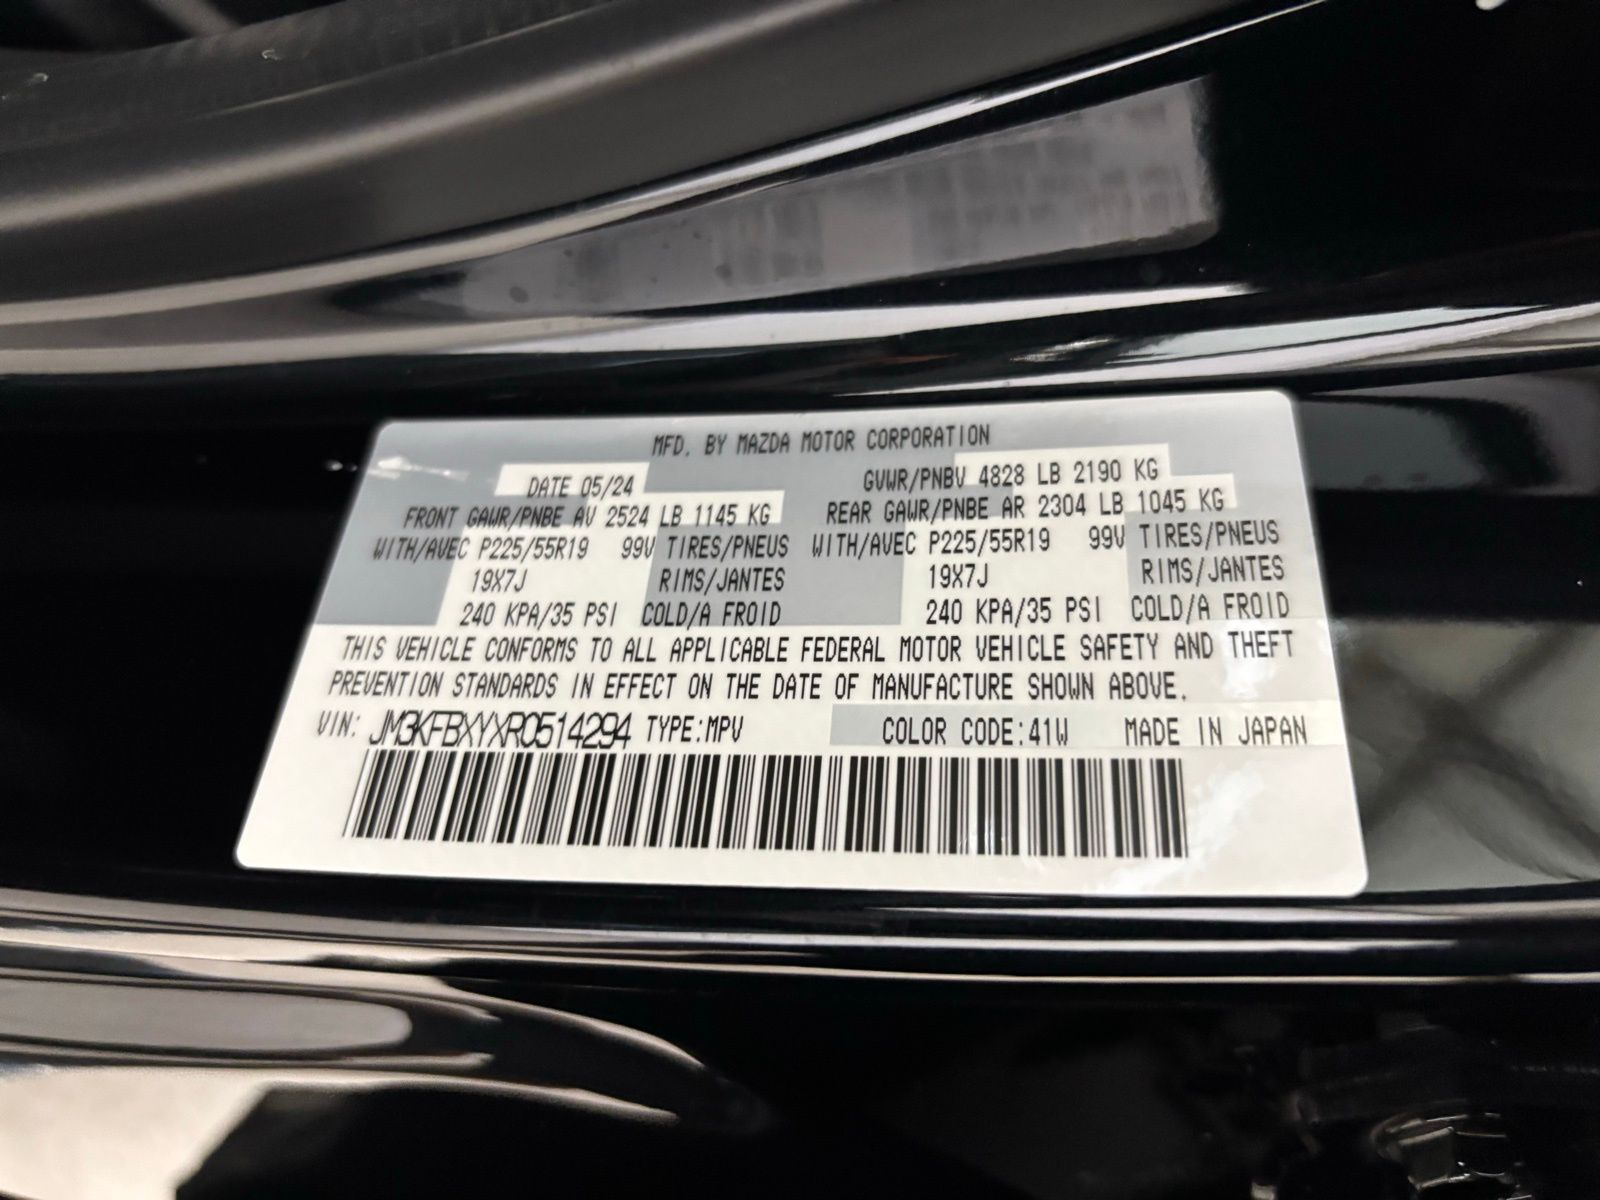 MFD. BY MAZDA MOTOR CORPORATION
DATE 05/24 GVWR/PNBV 4828 LB 2190 KG
FRONT GAWR/PNBE AV 2524 LB 1145 KG REAR GAWR/PNBE AR 2304 LB 1045 KG
WITH/AVEC P225/55R19 99V TIRES/PNEUS WITH/AVEC P225/55R19 99V TIRES/PNEUS
19X7J RIMS/JANTES 19X7J RIMS/JANTES
240 KPA/35 PSI COLD/A FROID 240 KPA/35 PSI COLD/A FROID
THIS VEHICLE CONFORMS TO ALL APPLICABLE FEDERAL MOTOR VEHICLE SAFETY AND THEFT
PREVENTION STANDARDS IN EFFECT ON THE DATE OF MANUFACTURE SHOWN ABOVE.
VIN: JM3KFBXYXR0514294 TYPE:MPV COLOR CODE:41W MADE IN JAPAN